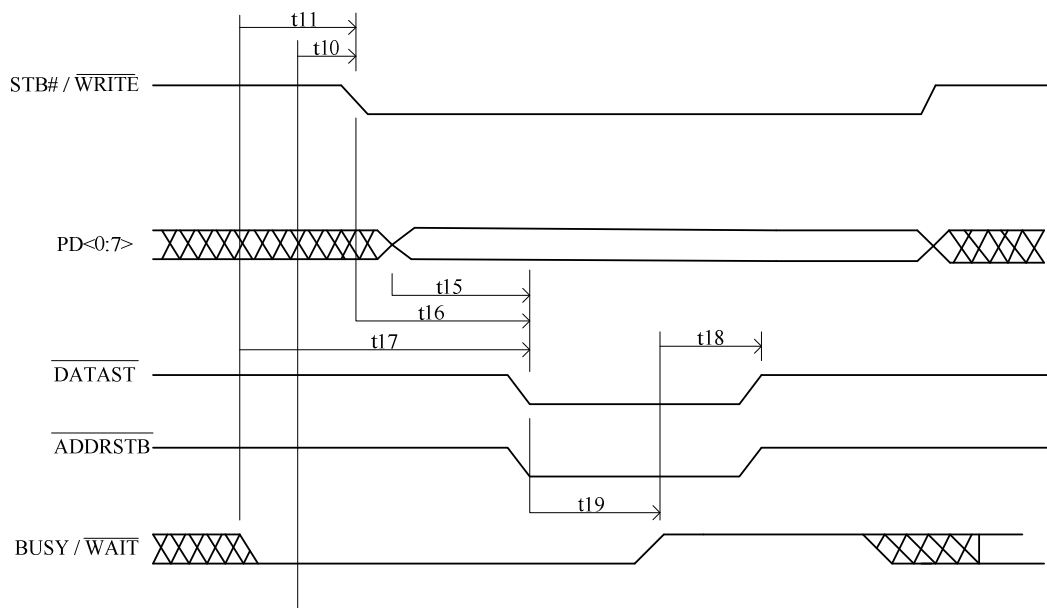 t11
t10
STB# / WRITE
PD<0:7>
t15
t16
t17
t18
DATAST
ADDRSTB
t19
BUSY / WAIT